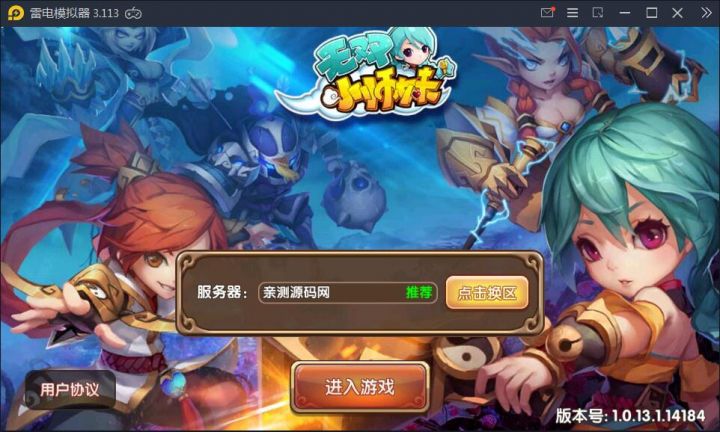 雷电模拟器 3.113
无双
小师妹
服务器： 亲测源码网 推荐 点击换区
进入游戏
用户协议
版本号: 1.0.13.1.14184